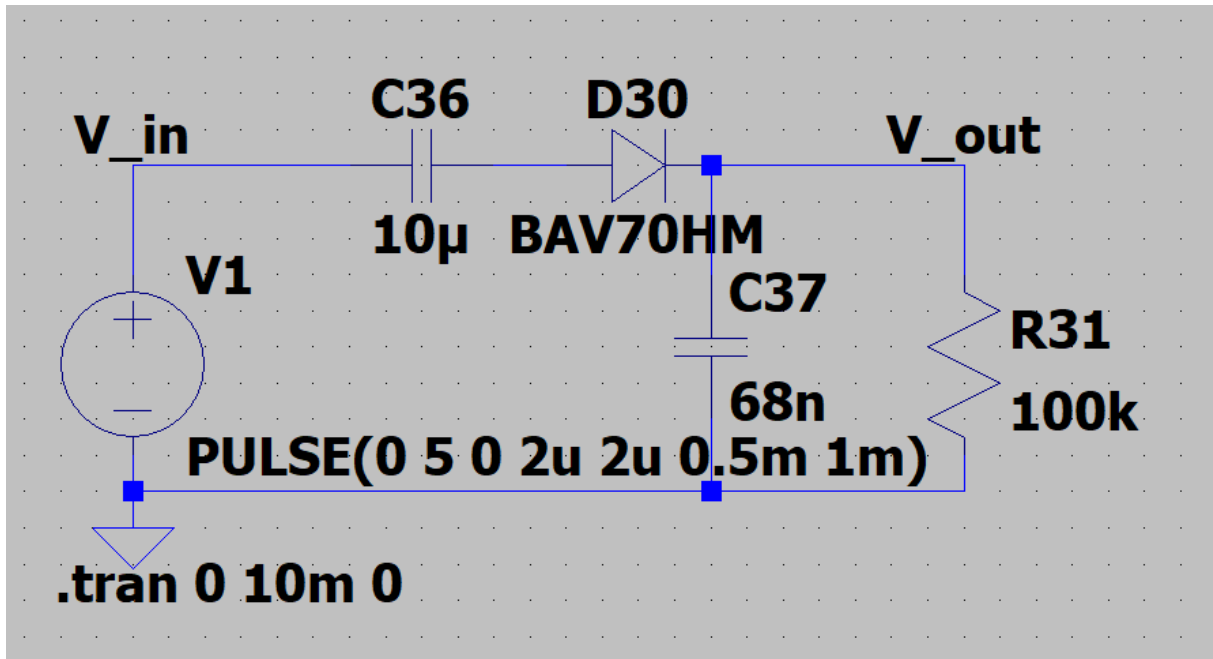 C36
D30
V_in
V_out
10µ
BAV70HM
V1
C37
R31
68n
100k
PULSE(0 5 0 2u 2u 0.5m 1m)
.tran 0 10m 0